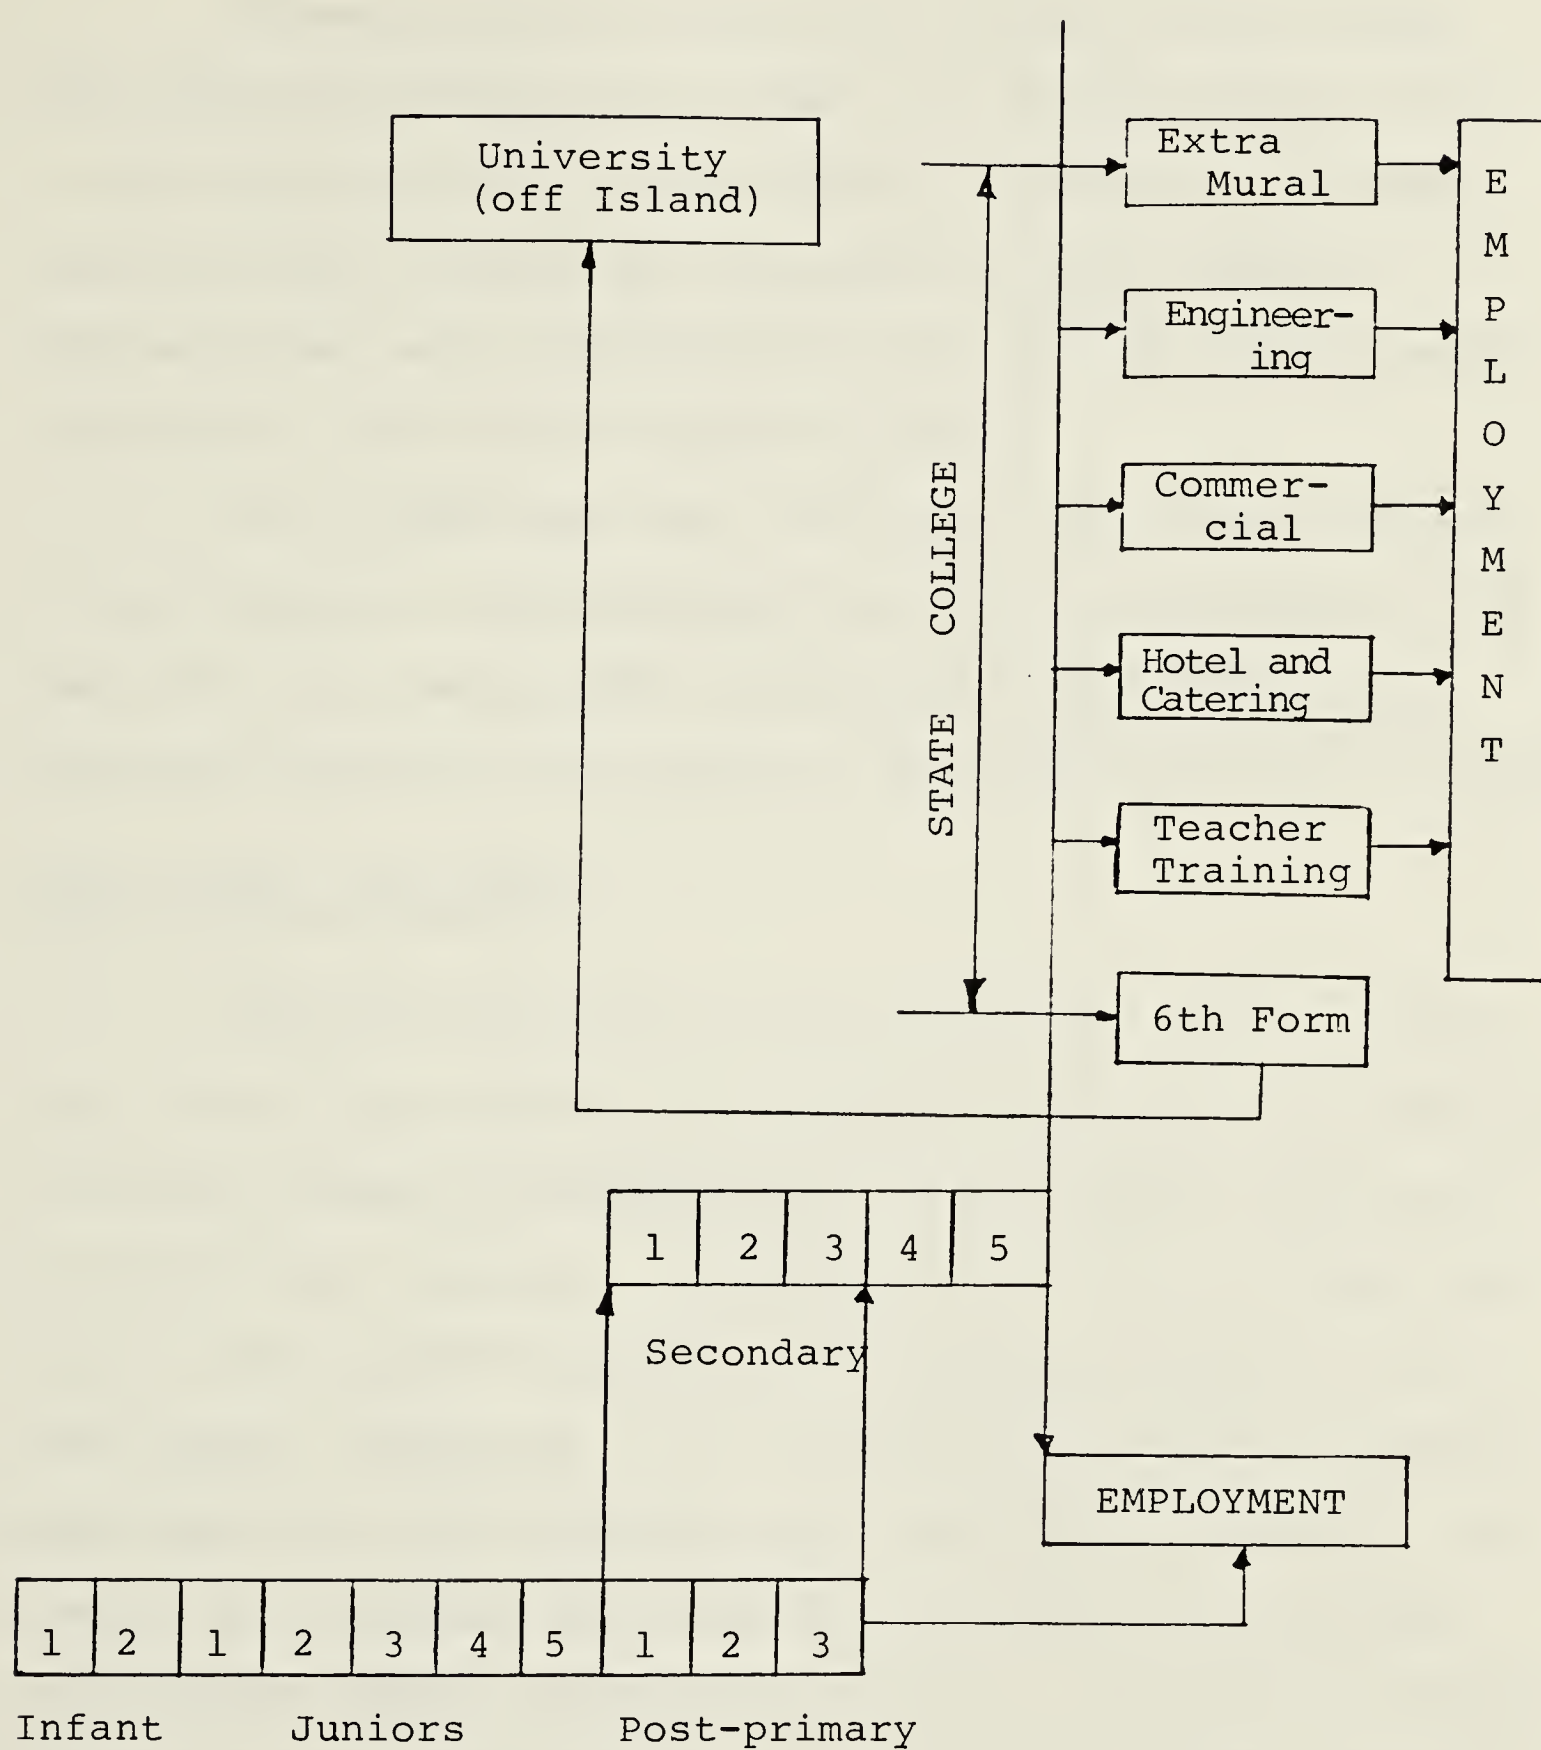 University
(off Island)
Extra
Mural
Engineer-
ing
Commer-
cial
Hotel and
Catering
Teacher
Training
6th Form
STATE COLLEGE
EMPLOYMENT
1 2 3 4 5
Secondary
EMPLOYMENT
1 2 1 2 3 4 5 1 2 3
Infant Juniors Post-primary